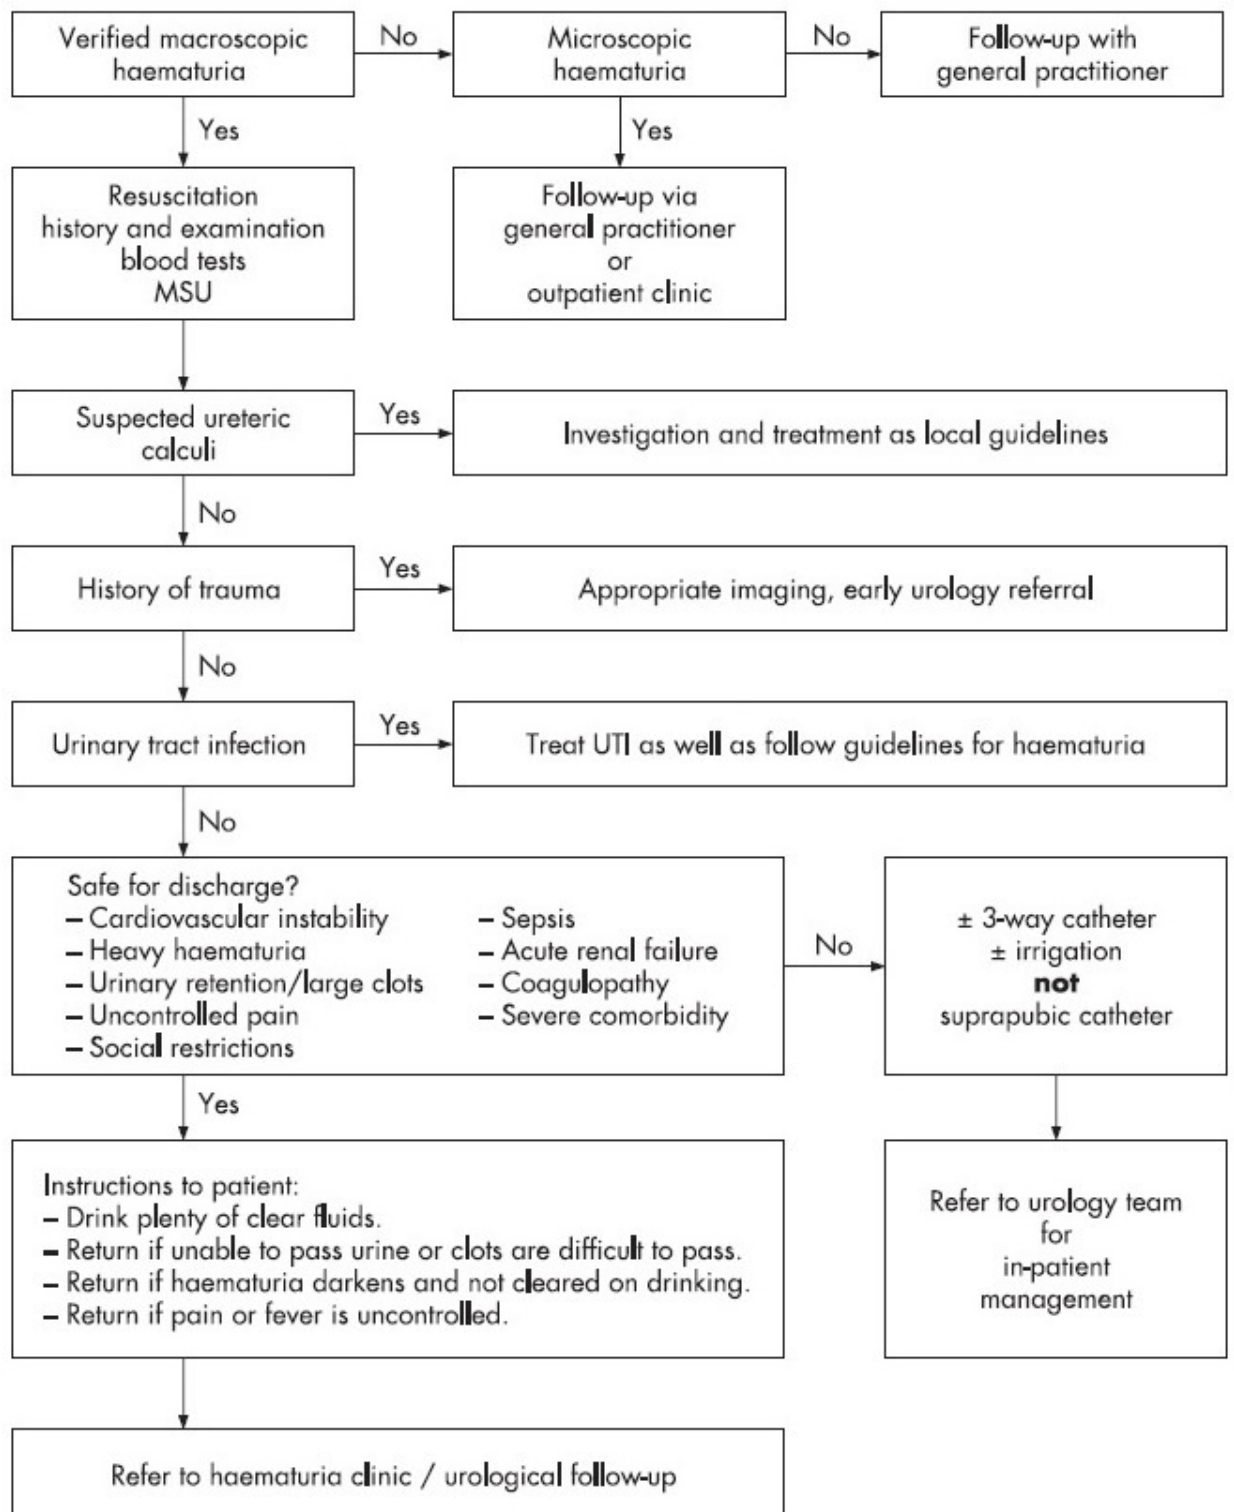 Verified macroscopic
haematuria
No
Microscopic
haematuria
No
Follow-up with
general practitioner
Yes
Yes
Resuscitation
history and examination
blood tests
MSU
Follow-up via
general practitioner
or
outpatient clinic
Suspected ureteric
calculi
Yes
Investigation and treatment as local guidelines
No
History of trauma
Yes
Appropriate imaging, early urology referral
No
Urinary tract infection
Yes
Treat UTI as well as follow guidelines for haematuria
No
Safe for discharge?
– Cardiovascular instability
– Heavy haematuria
– Urinary retention/large clots
– Uncontrolled pain
– Social restrictions
– Sepsis
– Acute renal failure
– Coagulopathy
– Severe comorbidity
No
± 3-way catheter
± irrigation
not
suprapubic catheter
Yes
Instructions to patient:
– Drink plenty of clear fluids.
– Return if unable to pass urine or clots are difficult to pass.
– Return if haematuria darkens and not cleared on drinking.
– Return if pain or fever is uncontrolled.
Refer to urology team
for
in-patient
management
Refer to haematuria clinic / urological follow-up